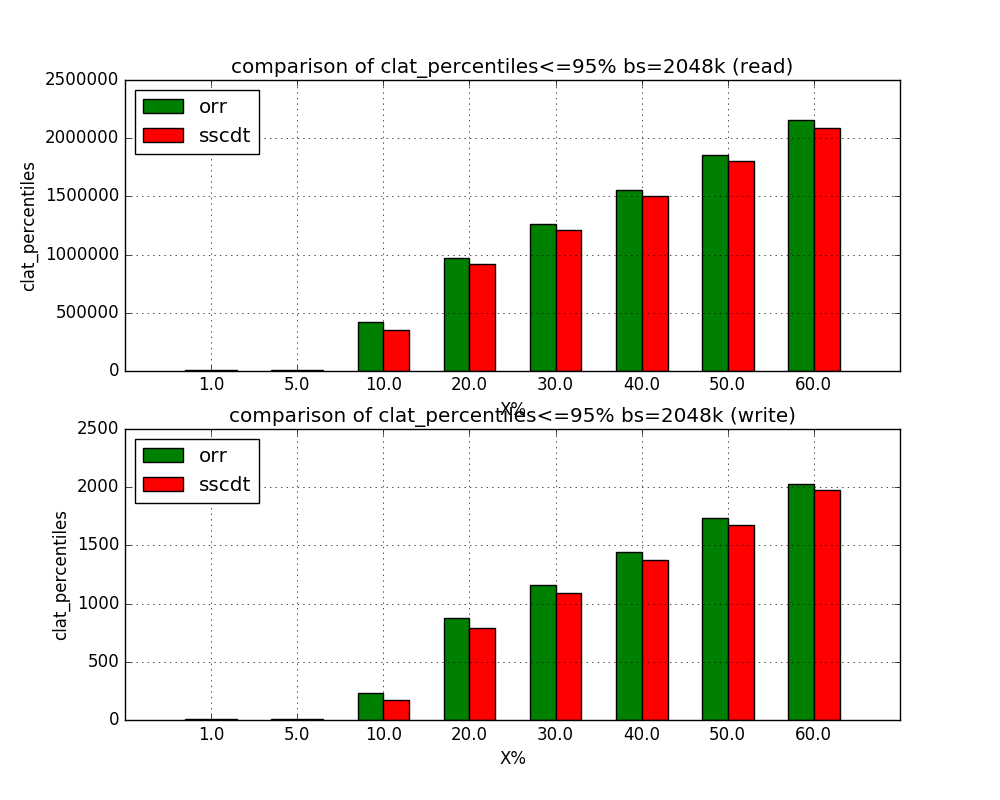 comparison of clat_percentiles<=95% bs=2048k (read)
2500000
2000000
1500000
1000000
500000
0
clat_percentiles
orr
sscdt
1.0 5.0 10.0 20.0 30.0 40.0 50.0 60.0
X%
comparison of clat_percentiles<=95% bs=2048k (write)
2500
2000
1500
1000
500
0
clat_percentiles
orr
sscdt
1.0 5.0 10.0 20.0 30.0 40.0 50.0 60.0
X%